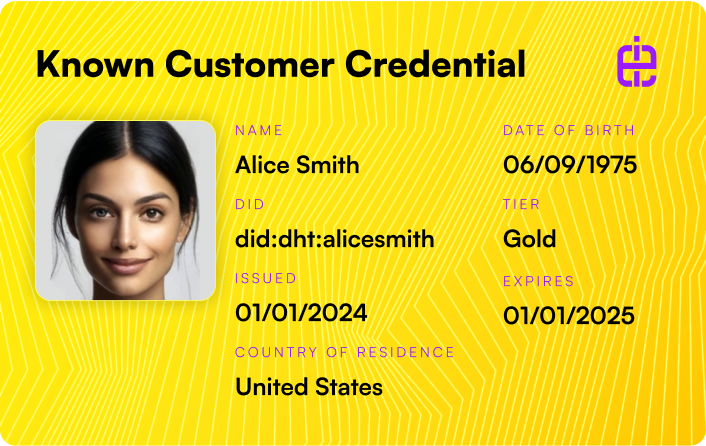 Known Customer Credential
NAME
Alice Smith
DATE OF BIRTH
06/09/1975
DID
did:dht:alicesmith
TIER
Gold
ISSUED
01/01/2024
EXPIRES
01/01/2025
COUNTRY OF RESIDENCE
United States